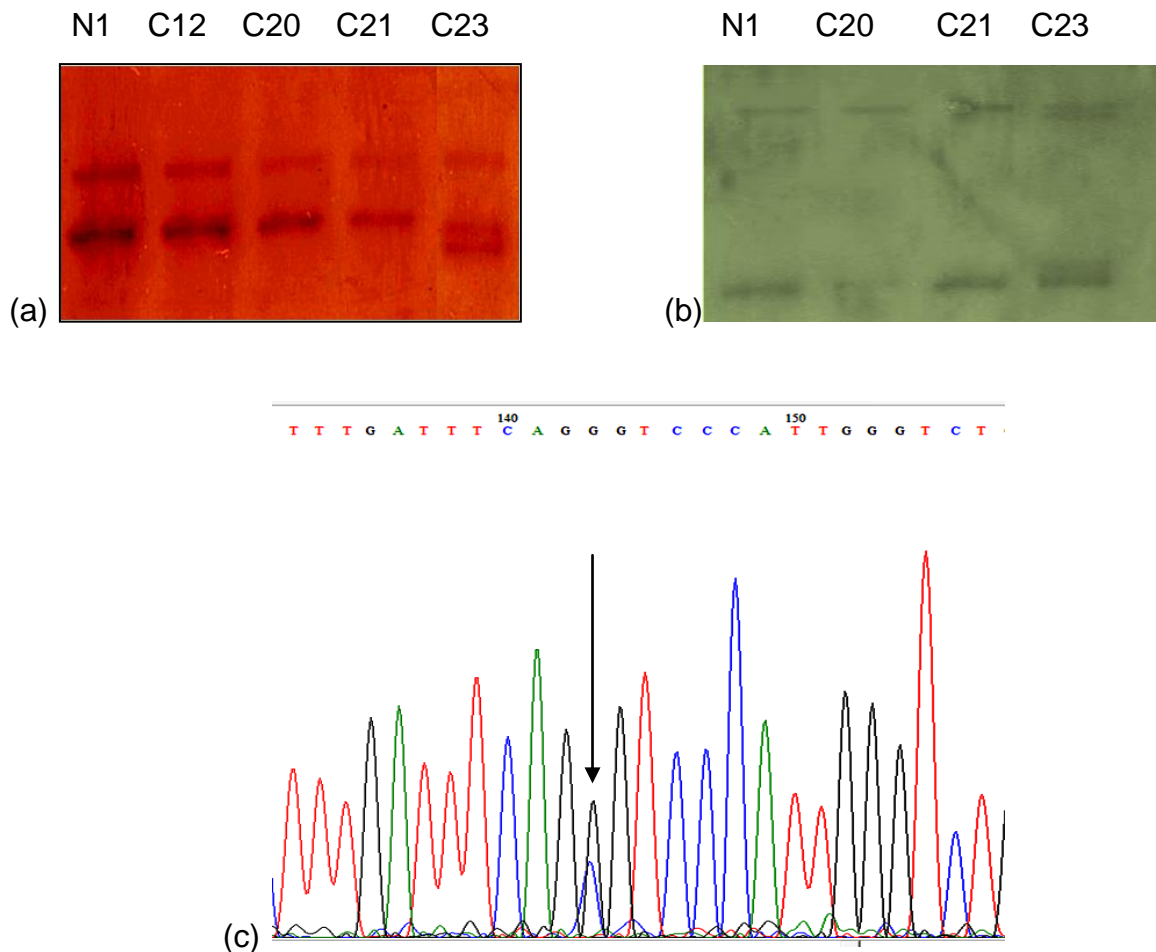 N1 C12 C20 C21 C23
N1 C20 C21 C23
(a)
(b)
140 150
T T T G A T T T C A G G G T C C C A T T G G G T C T
(c)